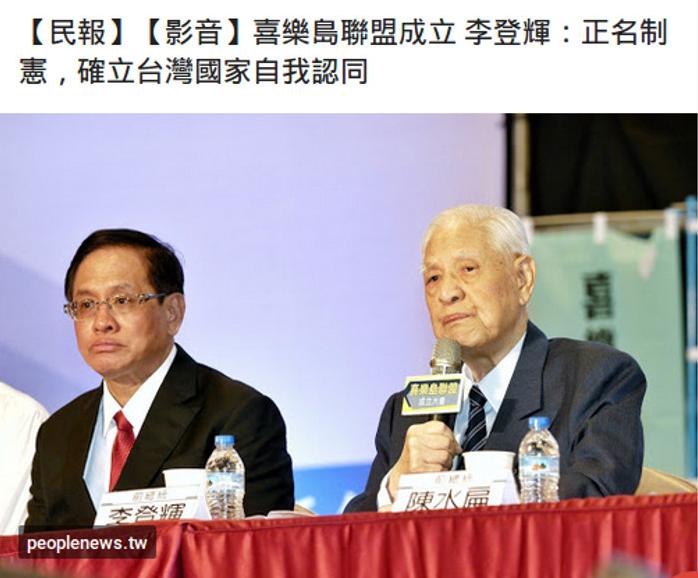 【民報】【影音】喜樂島聯盟成立 李登輝：正名制
憲，確立台灣國家自我認同
喜樂島聯盟
成立大會
前總統
李登輝
前總統
陳水扁
peoplenews.tw